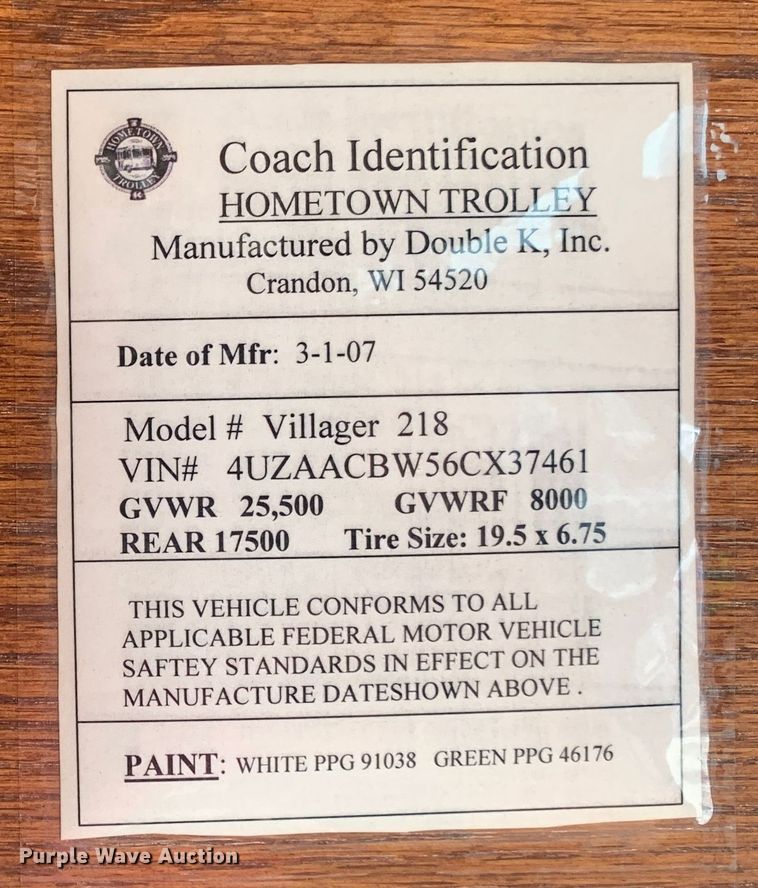 HOMETOWN
TROLLEY
Coach Identification
HOMETOWN TROLLEY
Manufactured by Double K, Inc.
Crandon, WI 54520
Date of Mfr: 3-1-07
Model # Villager 218
VIN# 4UZAACBW56CX37461
GVWR 25,500 GVWRF 8000
REAR 17500 Tire Size: 19.5 x 6.75
THIS VEHICLE CONFORMS TO ALL
APPLICABLE FEDERAL MOTOR VEHICLE
SAFTEY STANDARDS IN EFFECT ON THE
MANUFACTURE DATESHOWN ABOVE .
PAINT: WHITE PPG 91038 GREEN PPG 46176
Purple Wave Auction